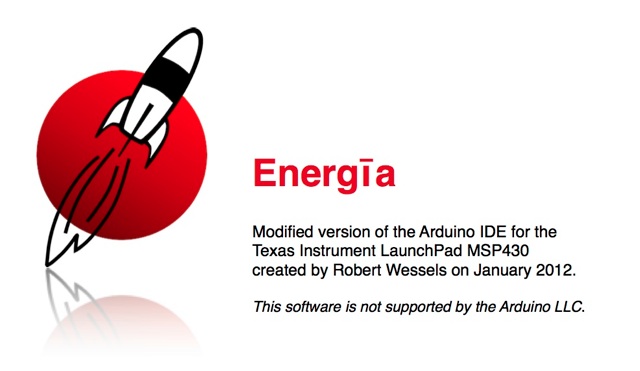 Energīa
Modified version of the Arduino IDE for the
Texas Instrument LaunchPad MSP430
created by Robert Wessels on January 2012.
This software is not supported by the Arduino LLC.